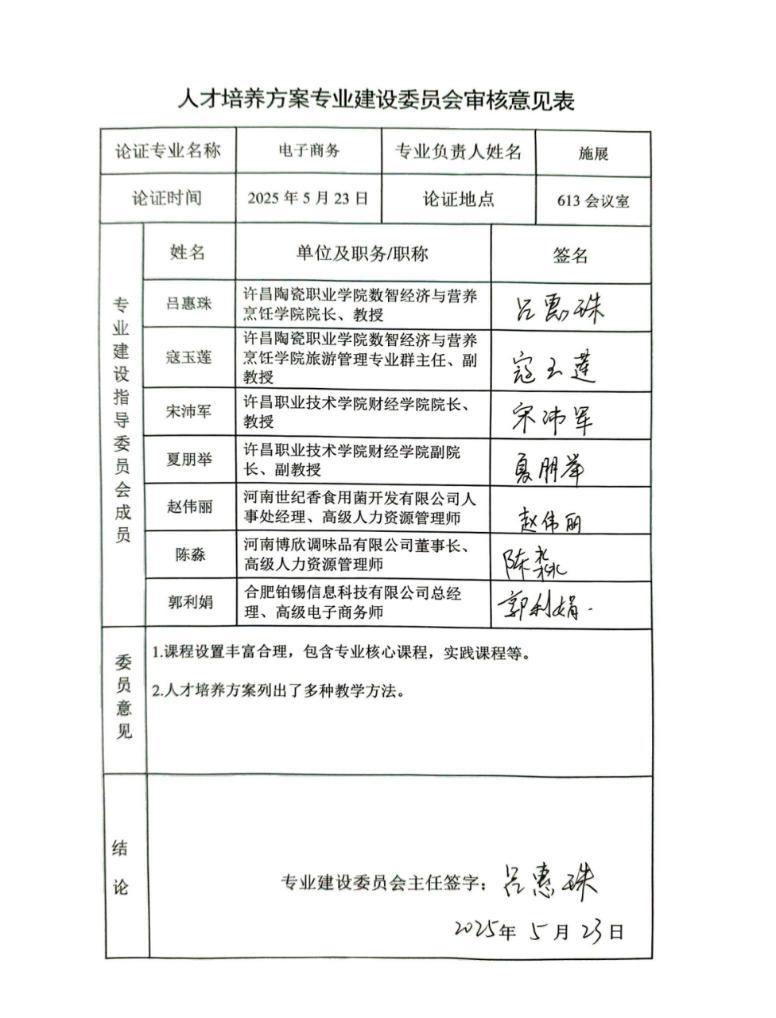 人才培养方案专业建设委员会审核意见表
论证专业名称 电子商务 专业负责人姓名 施展
论证时间 2025 年 5 月 23 日 论证地点 613 会议室
专业建设指导委员会成员
姓名 单位及职务/职称 签名
吕惠珠 许昌陶瓷职业学院数智经济与营养
烹饪学院院长、教授 吕惠珠
寇玉莲 许昌陶瓷职业学院数智经济与营养
烹饪学院旅游管理专业群主任、副
教授 寇玉莲
宋沛军 许昌职业技术学院财经学院院长、
教授 宋沛军
夏朋举 许昌职业技术学院财经学院副院
长、副教授 夏朋举
赵伟丽 河南世纪香食用菌开发有限公司人
事处经理、高级人力资源管理师 赵伟丽
陈淼 河南博欣调味品有限公司董事长、
高级人力资源管理师 陈淼
郭利娟 合肥铂锡信息科技有限公司总经
理、高级电子商务师 郭利娟.
委员意见
1.课程设置丰富合理，包含专业核心课程，实践课程等。
2.人才培养方案列出了多种教学方法。
结论
专业建设委员会主任签字：吕惠珠
2025年 5 月 23 日